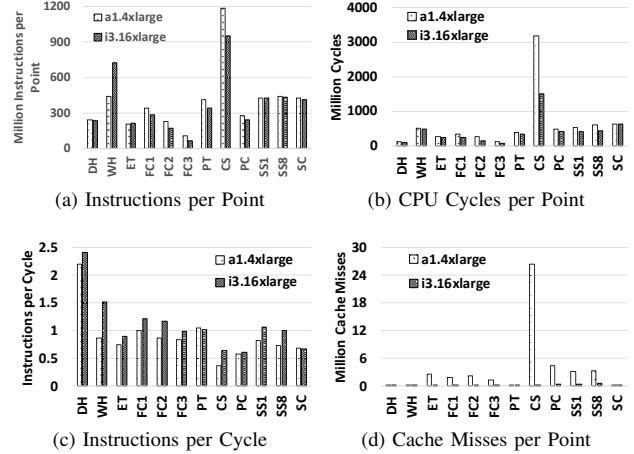 Million Instructions per
Point
1200
900
600
300
0
a1.4xlarge
i3.16xlarge
DH
WH
ET
FC1
FC2
FC3
PT
CS
PC
SS1
SS8
SC
(a) Instructions per Point
Million Cycles
4000
3000
2000
1000
0
a1.4xlarge
i3.16xlarge
DH
WH
ET
FC1
FC2
FC3
PT
CS
PC
SS1
SS8
SC
(b) CPU Cycles per Point
Instructions per Cycle
2.5
2
1.5
1
0.5
0
a1.4xlarge
i3.16xlarge
DH
WH
ET
FC1
FC2
FC3
PT
CS
PC
SS1
SS8
SC
(c) Instructions per Cycle
Million Cache Misses
30
24
18
12
6
0
a1.4xlarge
i3.16xlarge
DH
WH
ET
FC1
FC2
FC3
PT
CS
PC
SS1
SS8
SC
(d) Cache Misses per Point